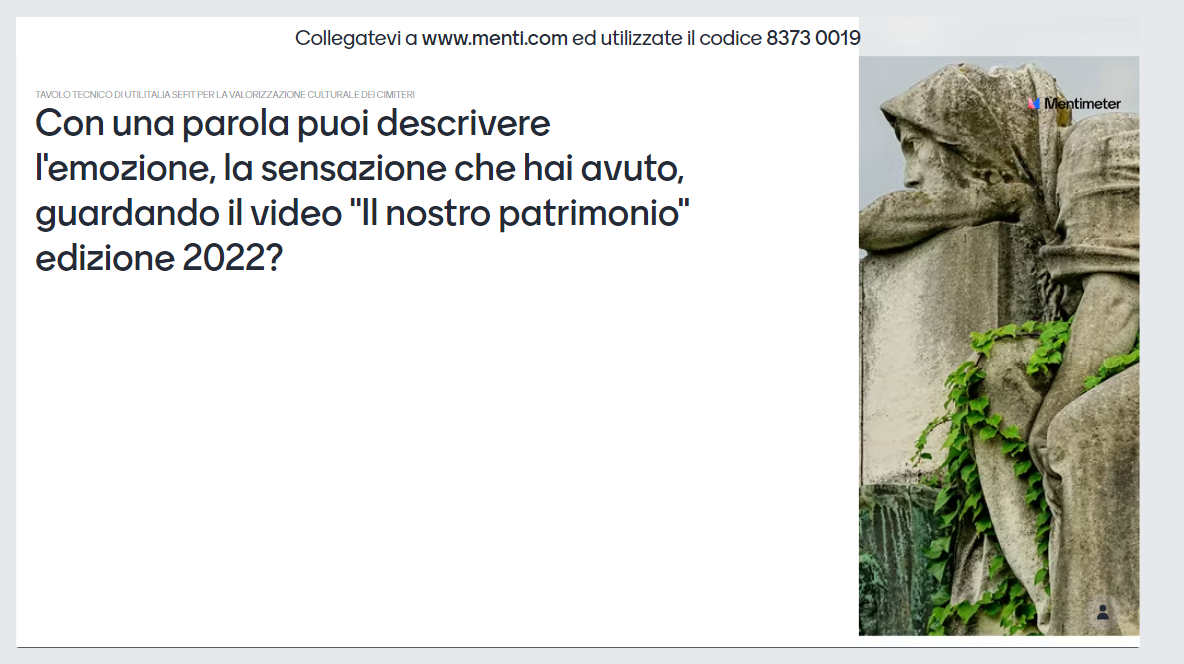 Collegatevi a www.menti.com ed utilizzate il codice 8373 0019
Mentimeter
TAVOLO TECNICO DI UTILITALIA SEFIT PER LA VALORIZZAZIONE CULTURALE DEI CIMITERI
Con una parola puoi descrivere
l'emozione, la sensazione che hai avuto,
guardando il video "Il nostro patrimonio"
edizione 2022?